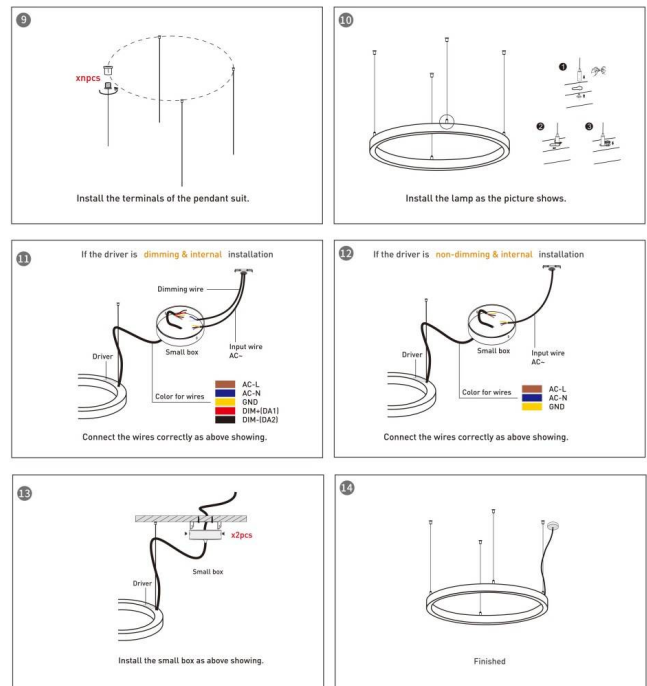 9
xnpcs
Install the terminals of the pendant suit.
10
1
2
3
Install the lamp as the picture shows.
11
If the driver is dimming & internal installation
Dimming wire
Driver
Small box
Input wire
AC~
Color for wires
AC-L
AC-N
GND
DIM+(DA1)
DIM-(DA2)
Connect the wires correctly as above showing.
12
If the driver is non-dimming & internal installation
Driver
Small box
Input wire
AC~
Color for wires
AC-L
AC-N
GND
Connect the wires correctly as above showing.
13
x2pcs
Small box
Driver
Install the small box as above showing.
14
Finished